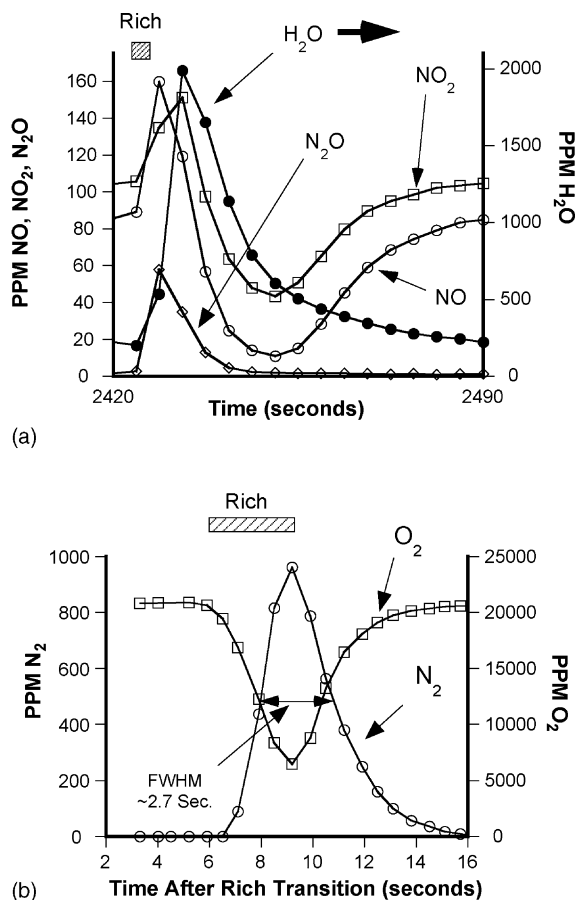 Rich
H₂O
NO₂
N₂O
NO
PPM NO, NO₂, N₂O
160
140
120
100
80
60
40
20
0
2000
1500
1000
500
0
PPM H₂O
2420
2490
Time (seconds)
(a)
Rich
O₂
N₂
FWHM
~2.7 Sec.
PPM N₂
1000
800
600
400
200
0
25000
20000
15000
10000
5000
0
PPM O₂
2 4 6 8 10 12 14 16
Time After Rich Transition (seconds)
(b)